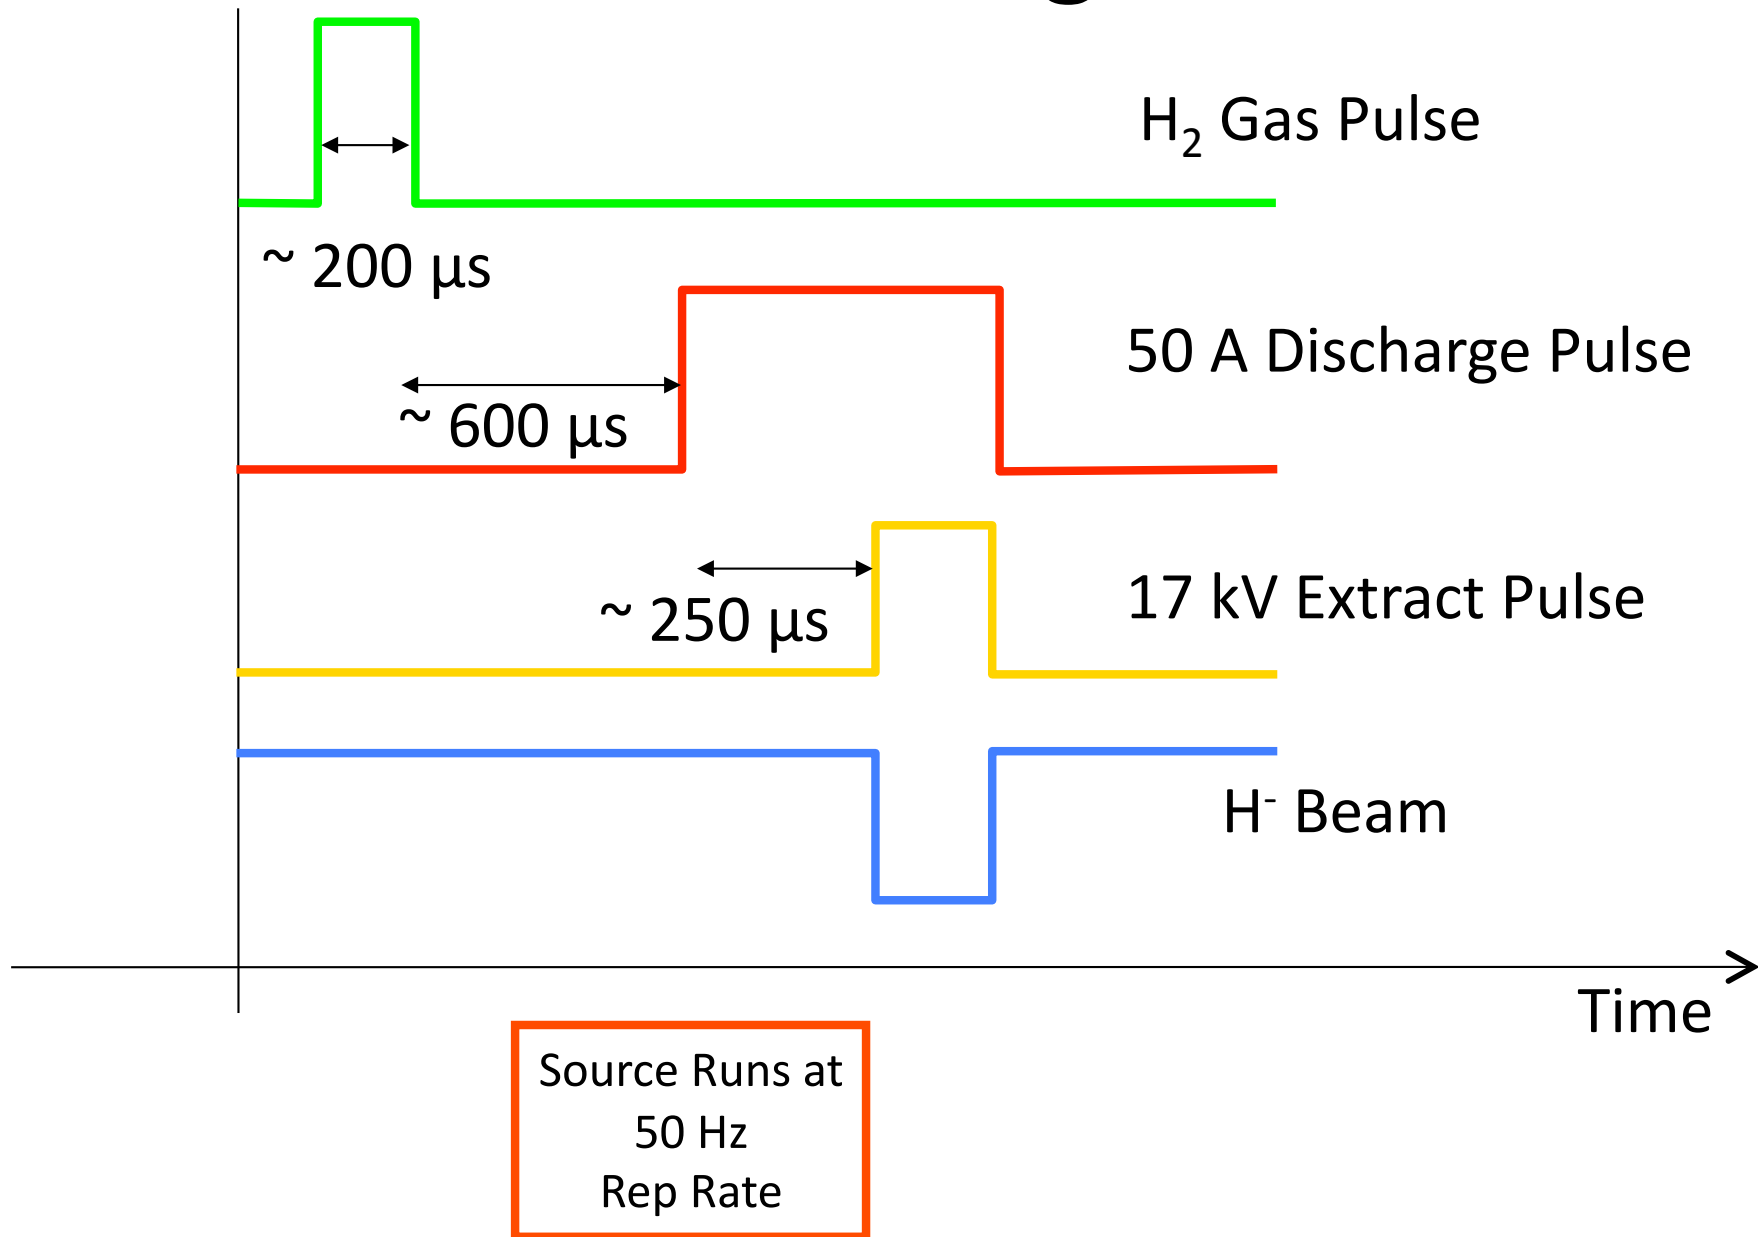 H₂ Gas Pulse
~ 200 µs
50 A Discharge Pulse
~ 600 µs
17 kV Extract Pulse
~ 250 µs
H⁻ Beam
Time
Source Runs at
50 Hz
Rep Rate